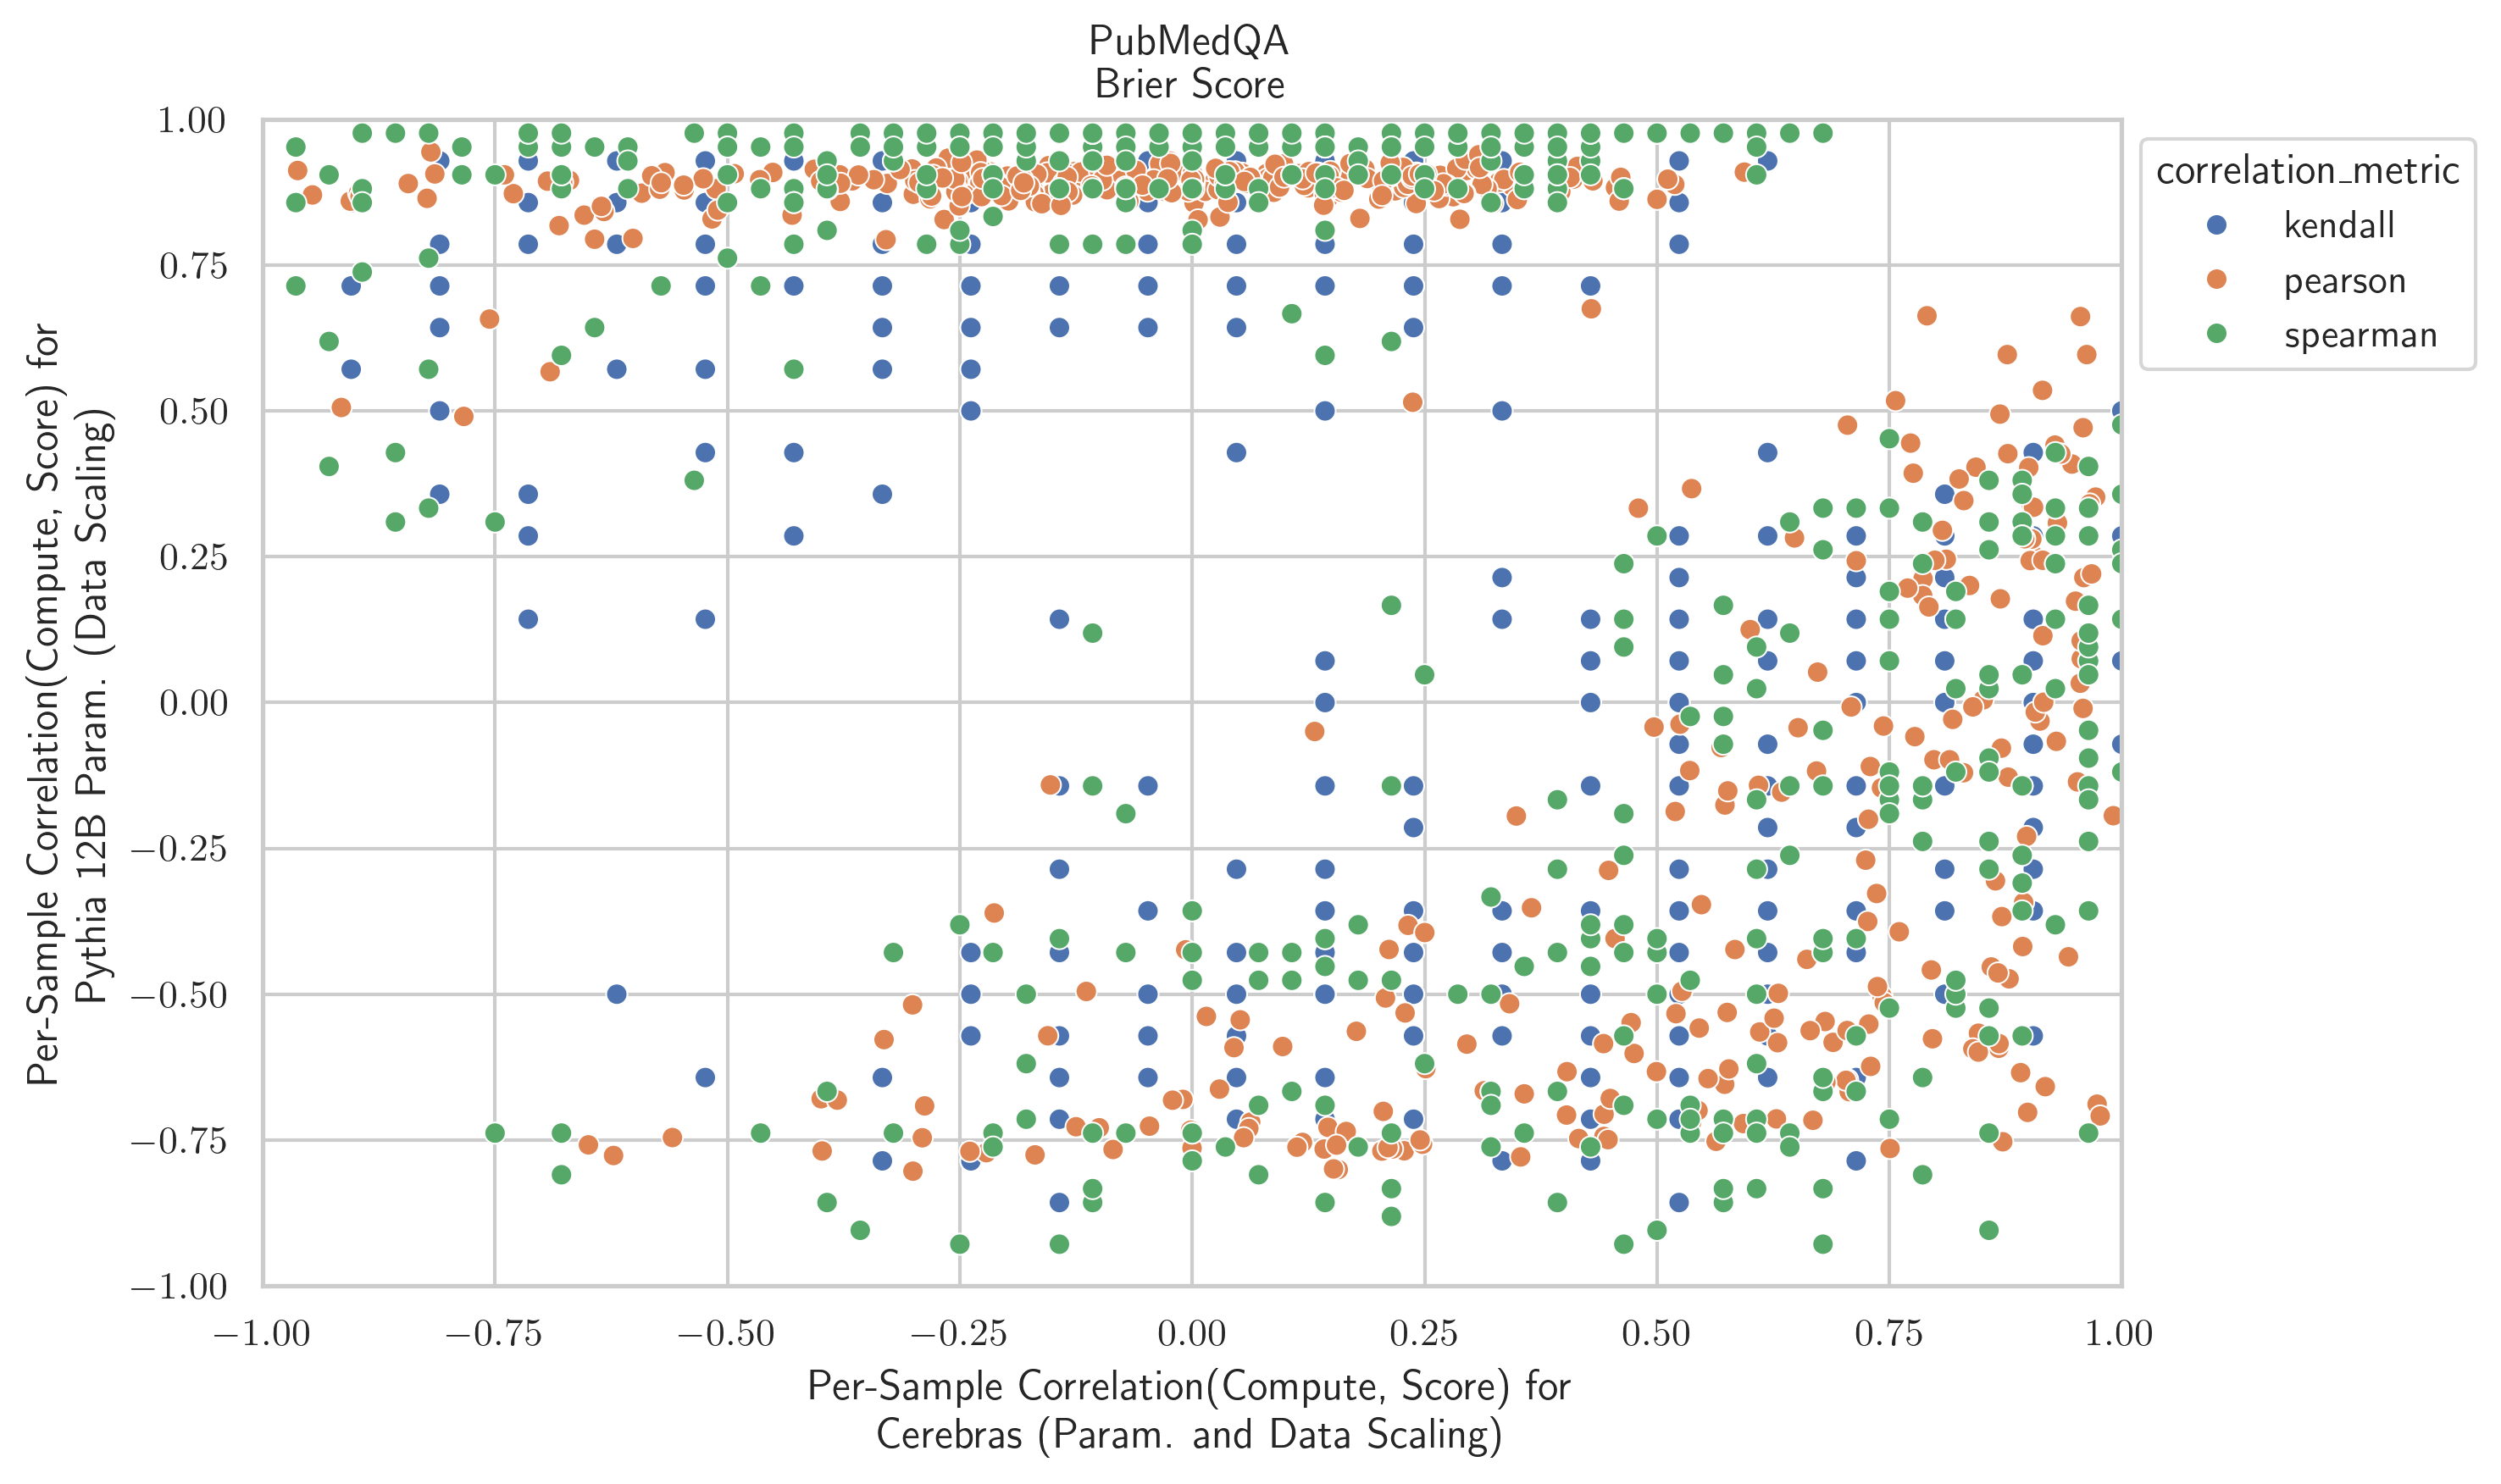 PubMedQA
Brier Score
Per-Sample Correlation(Compute, Score) for
Pythia 12B Param. (Data Scaling)
1.00
0.75
0.50
0.25
0.00
−0.25
−0.50
−0.75
−1.00
−1.00 −0.75 −0.50 −0.25 0.00 0.25 0.50 0.75 1.00
Per-Sample Correlation(Compute, Score) for
Cerebras (Param. and Data Scaling)
correlation_metric
kendall
pearson
spearman